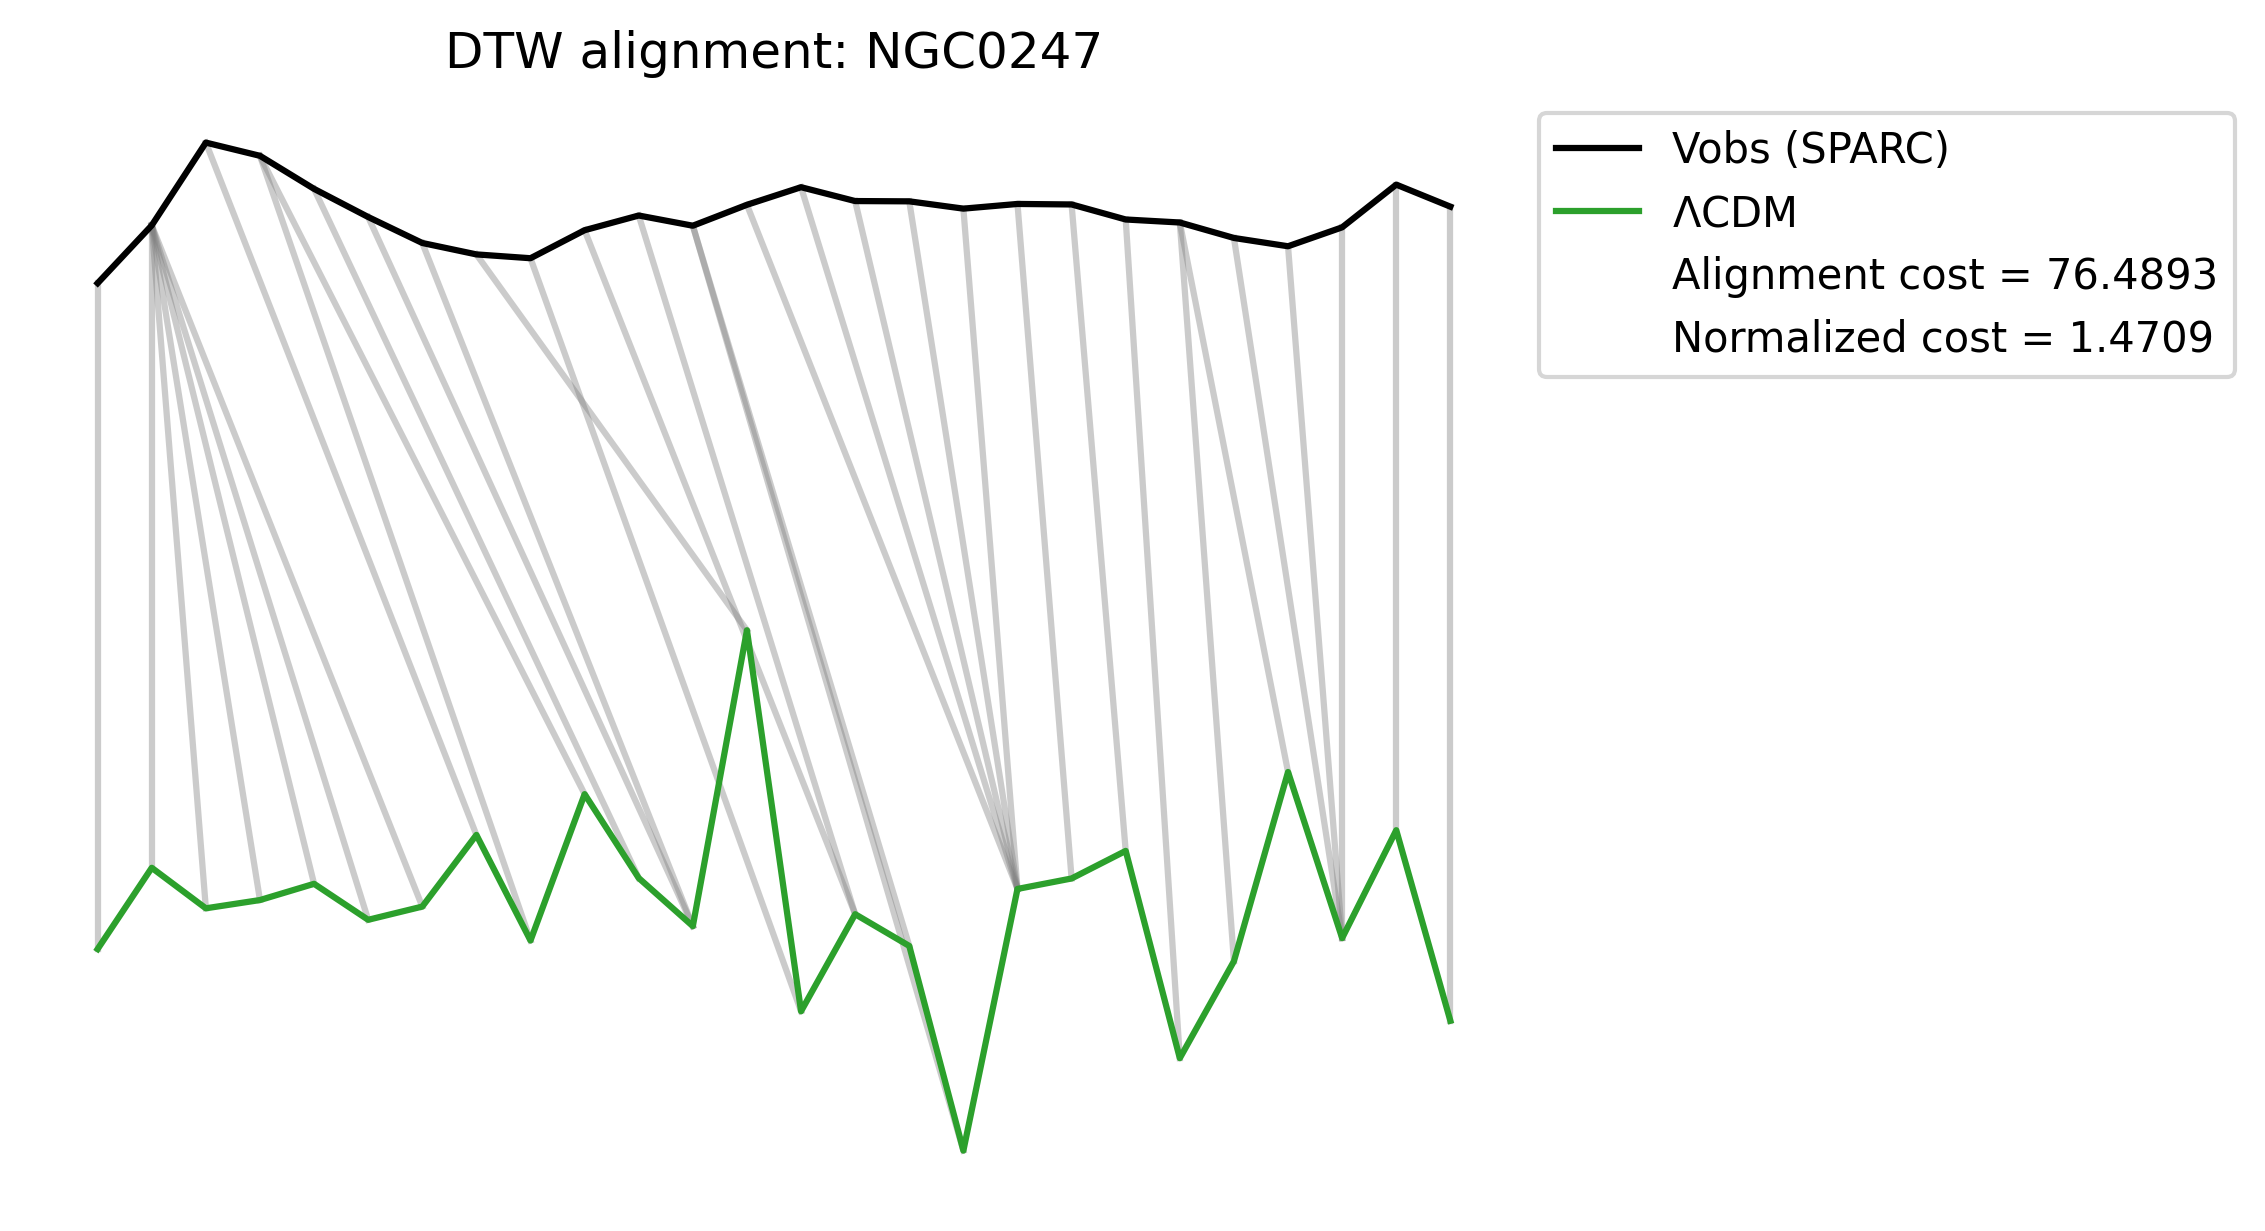 DTW alignment: NGC0247
Vobs (SPARC)
ΛCDM
Alignment cost = 76.4893
Normalized cost = 1.4709